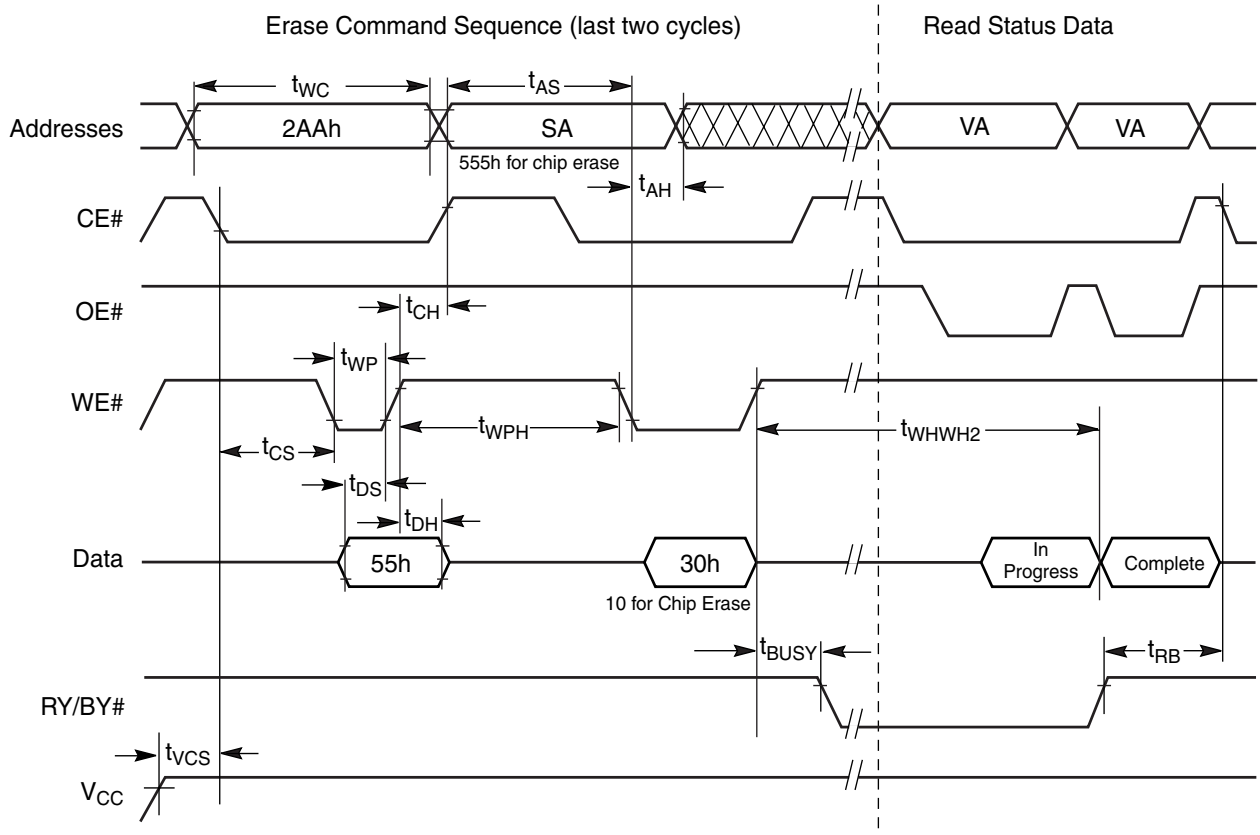 Erase Command Sequence (last two cycles)
Read Status Data
tWC
tAS
Addresses
2AAh
SA
VA
VA
555h for chip erase
tAH
CE#
tCH
OE#
tWP
WE#
tWPH
tWHWH2
tCS
tDS
tDH
Data
55h
30h
In
Progress
Complete
10 for Chip Erase
tBUSY
tRB
RY/BY#
tVCS
VCC